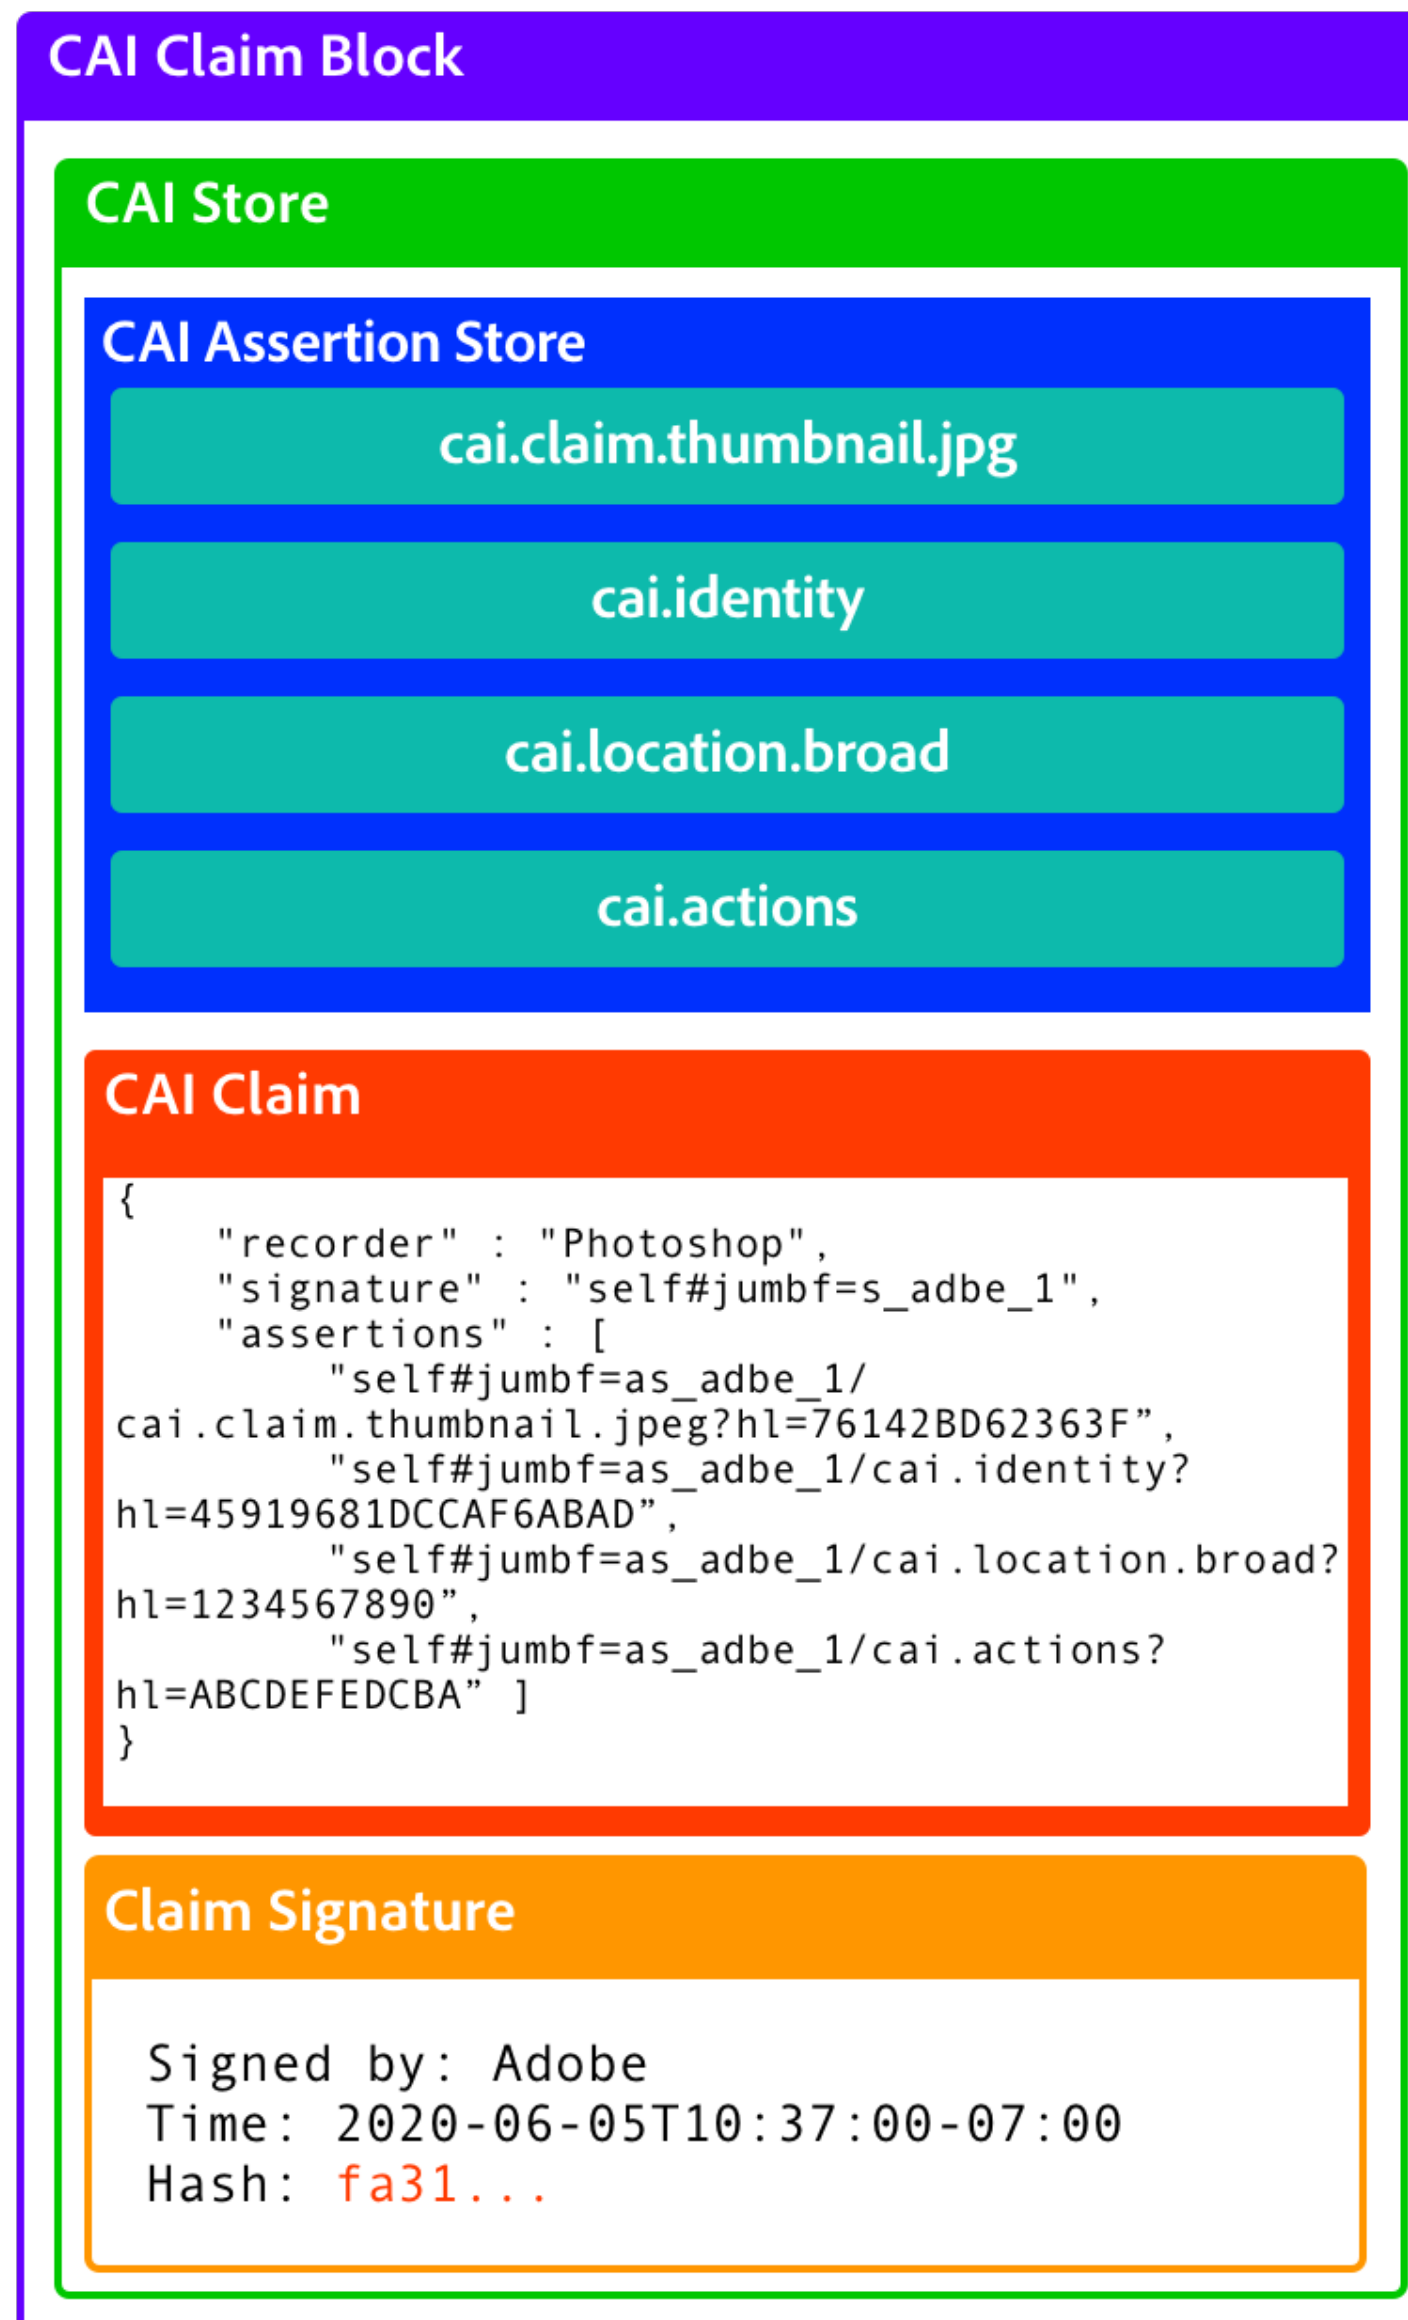 CAI Claim Block
CAI Store
CAI Assertion Store
cai.claim.thumbnail.jpg
cai.identity
cai.location.broad
cai.actions
CAI Claim
{
"recorder" : "Photoshop",
"signature" : "self#jumbf=s_adbe_1",
"assertions" : [
"self#jumbf=as_adbe_1/
cai.claim.thumbnail.jpeg?hl=76142BD62363F”,
"self#jumbf=as_adbe_1/cai.identity?
hl=45919681DCCAF6ABAD”,
"self#jumbf=as_adbe_1/cai.location.broad?
hl=1234567890”,
"self#jumbf=as_adbe_1/cai.actions?
hl=ABCDEFEDCBA” ]
}
Claim Signature
Signed by: Adobe
Time: 2020-06-05T10:37:00-07:00
Hash: fa31...